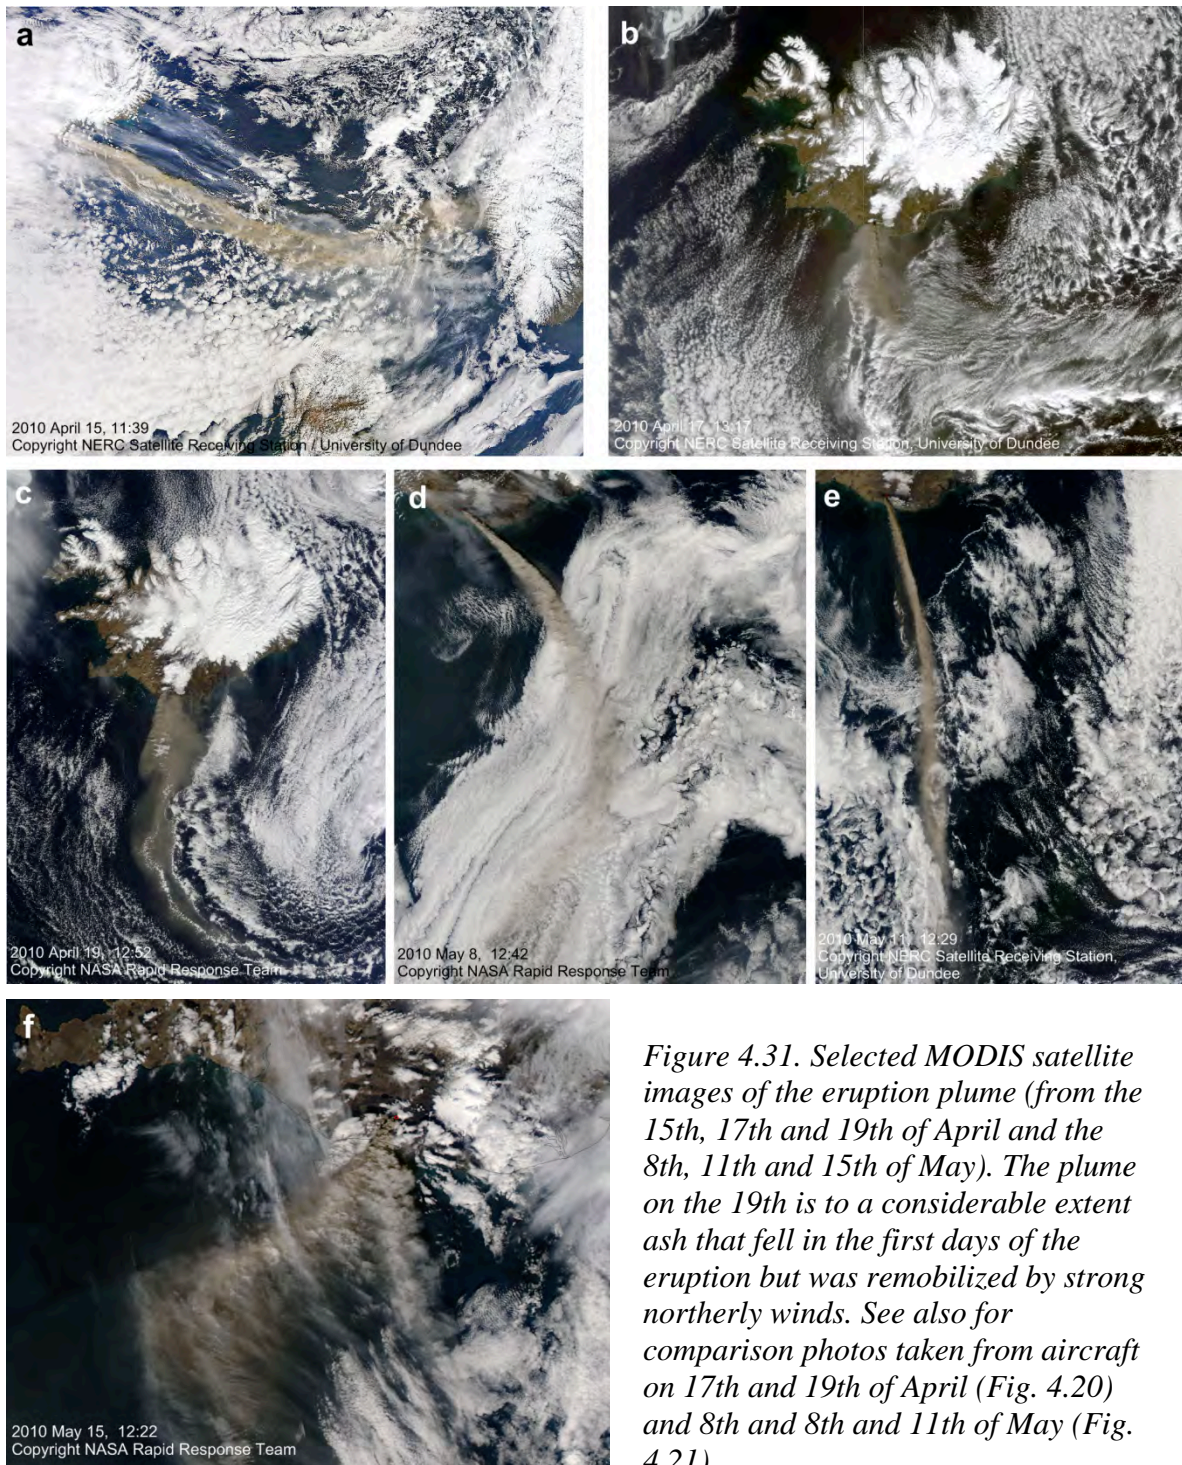 a
2010 April 15, 11:39
Copyright NERC Satellite Receiving Station / University of Dundee
b
2010 April 17, 13:17
Copyright NERC Satellite Receiving Station, University of Dundee
c
2010 April 19, 12:52
Copyright NASA Rapid Response Team
d
2010 May 8, 12:42
Copyright NASA Rapid Response Team
e
2010 May 11, 12:29
Copyright NERC Satellite Receiving Station,
University of Dundee
f
2010 May 15, 12:22
Copyright NASA Rapid Response Team
Figure 4.31. Selected MODIS satellite
images of the eruption plume (from the
15th, 17th and 19th of April and the
8th, 11th and 15th of May). The plume
on the 19th is to a considerable extent
ash that fell in the first days of the
eruption but was remobilized by strong
northerly winds. See also for
comparison photos taken from aircraft
on 17th and 19th of April (Fig. 4.20)
and 8th and 8th and 11th of May (Fig.
4.21)